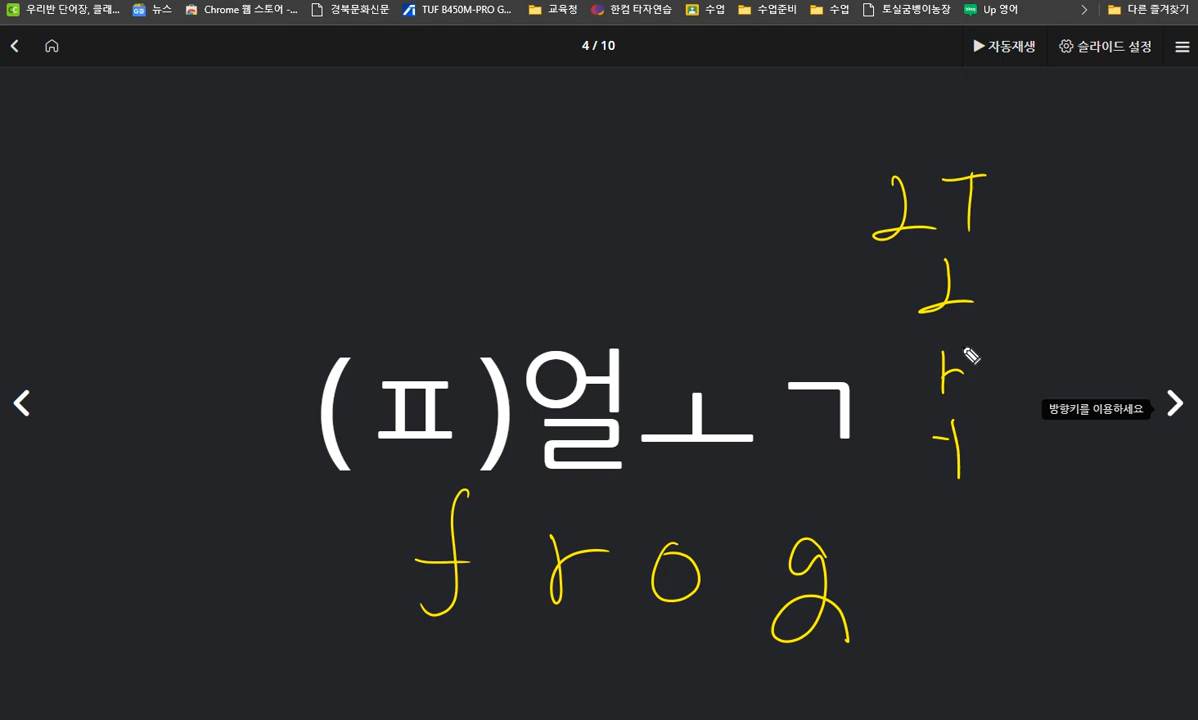 우리반 단어장, 클래... 뉴스 Chrome 웹 스토어 -... 경북문화신문 TUF B450M-PRO G... 교육청 한컴 타자연습 수업 수업준비 수업 토실굼벵이농장 Up 영어 다른 즐겨찾기
4 / 10 자동재생 슬라이드 설정
(ㅍ)얼ㅗㄱ
방향키를 이용하세요
f r o g